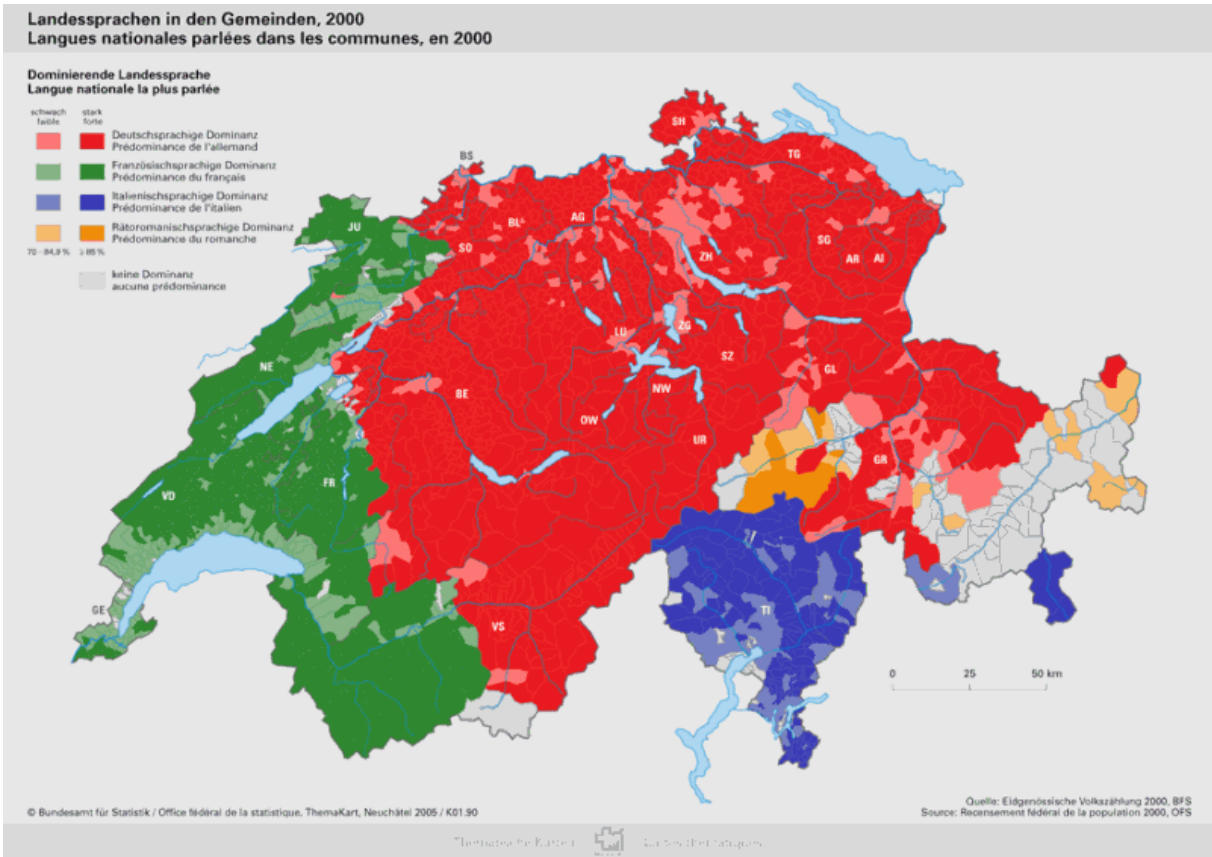 Landessprachen in den Gemeinden, 2000
Langues nationales parlées dans les communes, en 2000
Dominierende Landessprache
Langue nationale la plus parlée
schwach stark
faible forte
Deutschsprachige Dominanz
Prédominance de l'allemand
Französischsprachige Dominanz
Prédominance du français
Italienischsprachige Dominanz
Prédominance de l'italien
Rätoromanischsprachige Dominanz
Prédominance du romanche
70 - 84,9 % ≥ 85 %
keine Dominanz
aucune prédominance
SH
BS
TG
BL
AG
JU
SO
ZH
SG
AR
AI
LU
ZG
SZ
NE
GL
BE
NW
OW
UR
GR
FR
VD
GE
TI
VS
0 25 50 km
Quelle: Eidgenössische Volkszählung 2000, BFS
© Bundesamt für Statistik / Office fédéral de la statistique, ThemaKart, Neuchâtel 2005 / K01.90
Source: Recensement fédéral de la population 2000, OFS